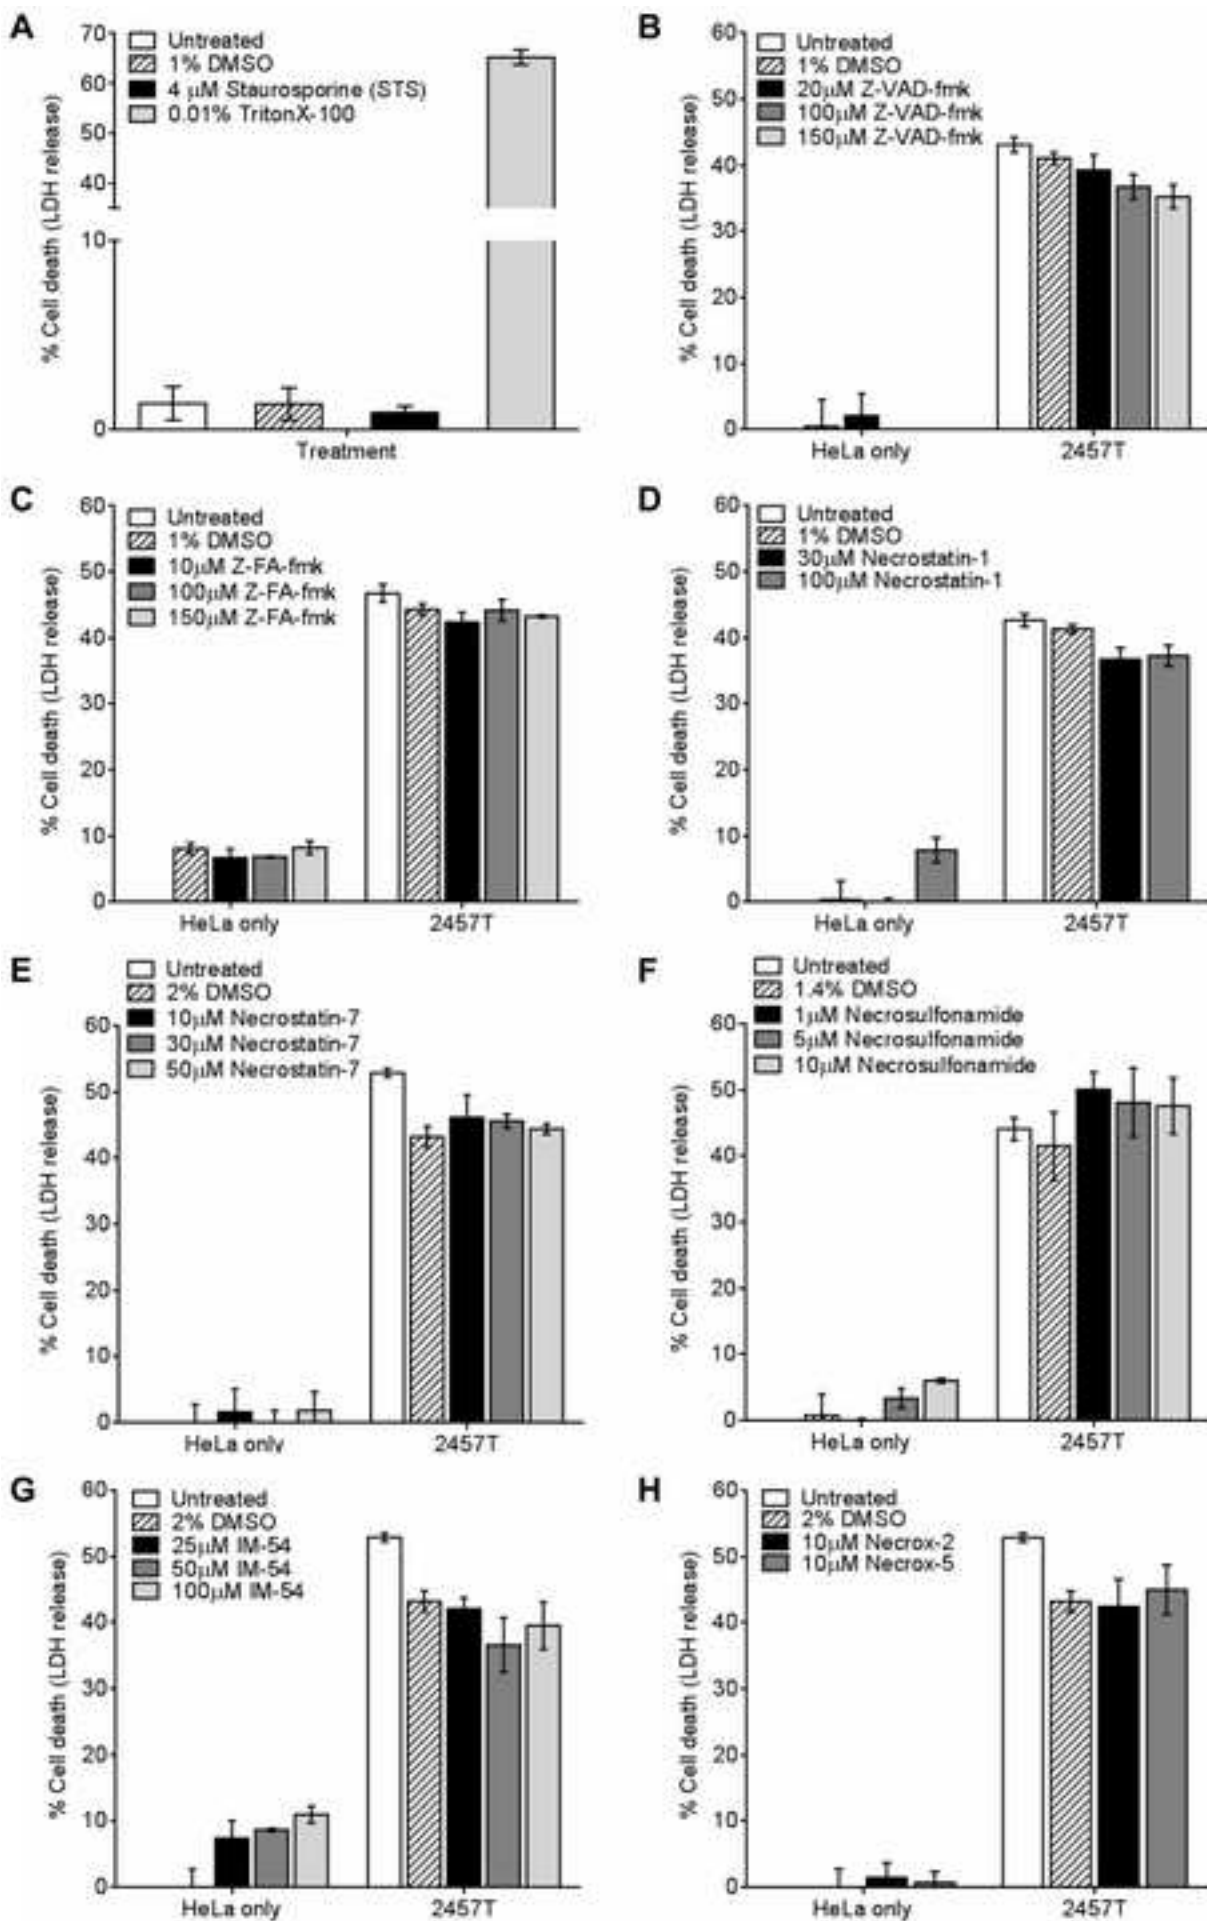 A
Untreated
1% DMSO
4 μM Staurosporine (STS)
0.01% TritonX-100
% Cell death (LDH release)
70
60
50
40
10
0
Treatment
B
Untreated
1% DMSO
20μM Z-VAD-fmk
100μM Z-VAD-fmk
150μM Z-VAD-fmk
% Cell death (LDH release)
60
50
40
30
20
10
0
HeLa only
2457T
C
Untreated
1% DMSO
10μM Z-FA-fmk
100μM Z-FA-fmk
150μM Z-FA-fmk
% Cell death (LDH release)
60
50
40
30
20
10
0
HeLa only
2457T
D
Untreated
1% DMSO
30μM Necrostatin-1
100μM Necrostatin-1
% Cell death (LDH release)
60
50
40
30
20
10
0
HeLa only
2457T
E
Untreated
2% DMSO
10μM Necrostatin-7
30μM Necrostatin-7
50μM Necrostatin-7
% Cell death (LDH release)
60
50
40
30
20
10
0
HeLa only
2457T
F
Untreated
1.4% DMSO
1μM Necrosulfonamide
5μM Necrosulfonamide
10μM Necrosulfonamide
% Cell death (LDH release)
60
50
40
30
20
10
0
HeLa only
2457T
G
Untreated
2% DMSO
25μM IM-54
50μM IM-54
100μM IM-54
% Cell death (LDH release)
60
50
40
30
20
10
0
HeLa only
2457T
H
Untreated
2% DMSO
10μM Necrox-2
10μM Necrox-5
% Cell death (LDH release)
60
50
40
30
20
10
0
HeLa only
2457T